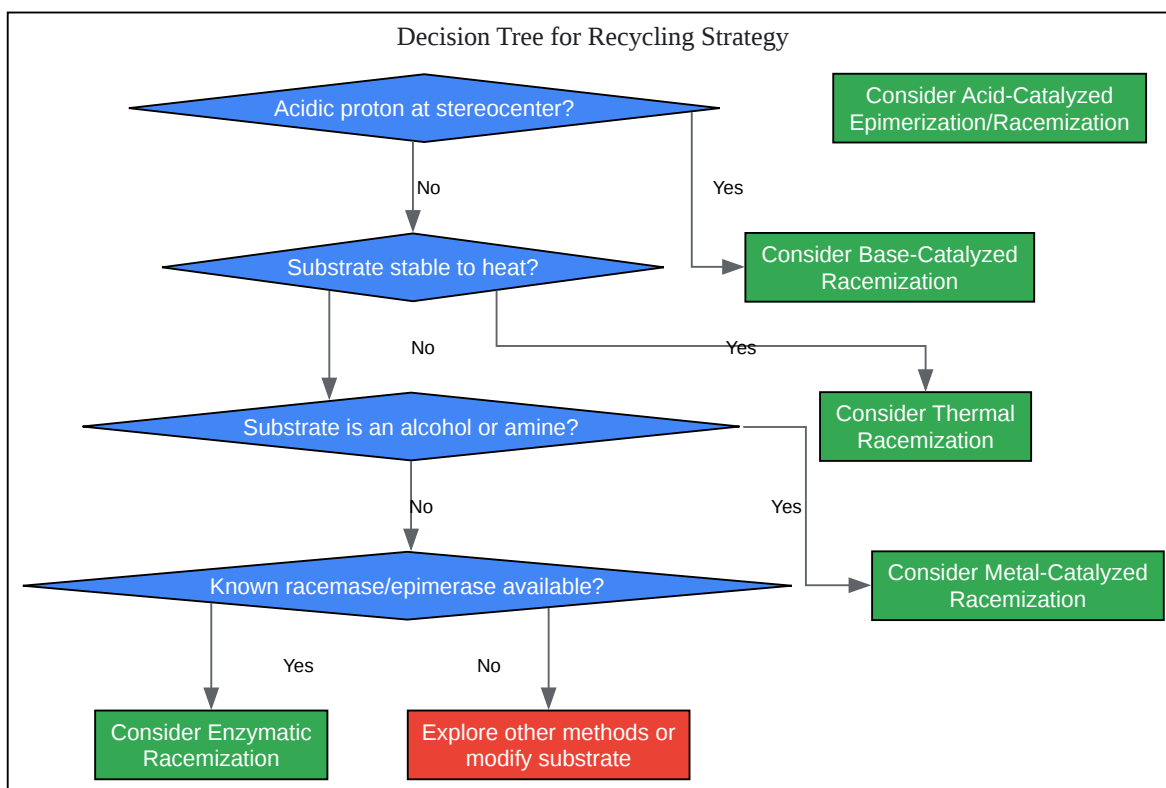 Decision Tree for Recycling Strategy
Acidic proton at stereocenter?
Consider Acid-Catalyzed
Epimerization/Racemization
No
Yes
Substrate stable to heat?
Consider Base-Catalyzed
Racemization
No
Yes
Substrate is an alcohol or amine?
Consider Thermal
Racemization
No
Yes
Known racemase/epimerase available?
Consider Metal-Catalyzed
Racemization
Yes
No
Consider Enzymatic
Racemization
Explore other methods or
modify substrate